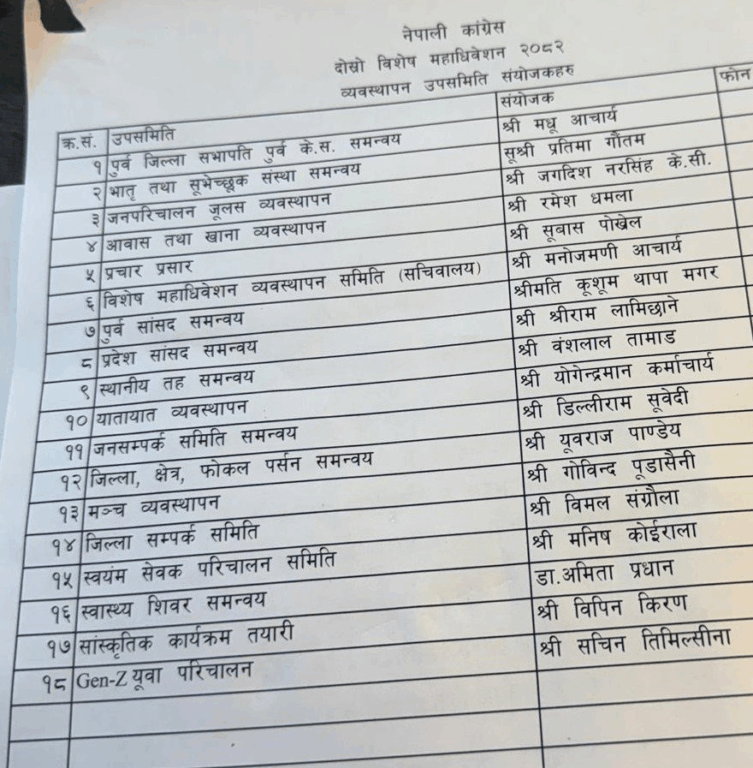 नेपाली कांग्रेस
दोस्रो विशेष महाधिवेशन २०८२
व्यवस्थापन उपसमिति संयोजकहरु
क्र.सं. उपसमिति संयोजक फोन
१ पुर्व जिल्ला सभापति पुर्व के.स. समन्वय श्री मधू आचार्य
२ भातृ तथा सूभेच्छूक संस्था समन्वय सूश्री प्रतिमा गौतम
३ जनपरिचालन जूलस व्यवस्थापन श्री जगदिश नरसिंह के.सी.
४ आवास तथा खाना व्यवस्थापन श्री रमेश धमला
५ प्रचार प्रसार श्री सूबास पोखेल
६ विशेष महाधिवेशन व्यवस्थापन समिति (सचिवालय) श्री मनोजमणी आचार्य
७ पुर्व सांसद समन्वय श्रीमति कूशूम थापा मगर
८ प्रदेश सांसद समन्वय श्री श्रीराम लामिछाने
९ स्थानीय तह समन्वय श्री वंशलाल तामाड
१० यातायात व्यवस्थापन श्री योगेन्द्रमान कर्माचार्य
११ जनसम्पर्क समिति समन्वय श्री डिल्लीराम सूवेदी
१२ जिल्ला, क्षेत्र, फोकल पर्सन समन्वय श्री यूवराज पाण्डेय
१३ मञ्च व्यवस्थापन श्री गोविन्द पूडासैनी
१४ जिल्ला सम्पर्क समिति श्री विमल संग्रौला
१५ स्वयंम सेवक परिचालन समिति श्री मनिष कोईराला
१६ स्वास्थ्य शिवर समन्वय डा.अमिता प्रधान
१७ सांस्कृतिक कार्यक्रम तयारी श्री विपिन किरण
१८ Gen-Z यूवा परिचालन श्री सचिन तिमिल्सीना